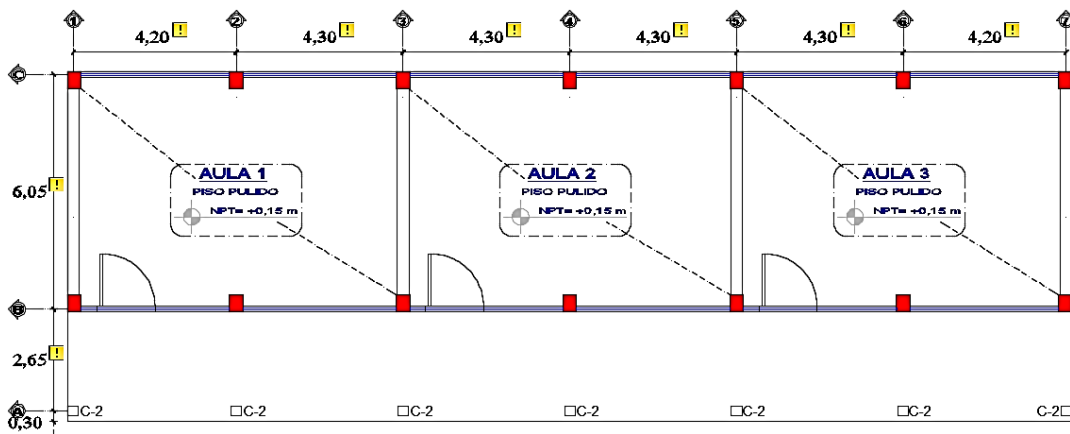 1 2 3 4 5 6 7
4,20 ! 4,30 ! 4,30 ! 4,30 ! 4,30 ! 4,20 !
C
6,05 !
AULA 1
PISO PULIDO
NPT= +0,15 m
AULA 2
PISO PULIDO
NPT= +0,15 m
AULA 3
PISO PULIDO
NPT= +0,15 m
B
2,65 !
A
C-2 C-2 C-2 C-2 C-2 C-2 C-2
0,30